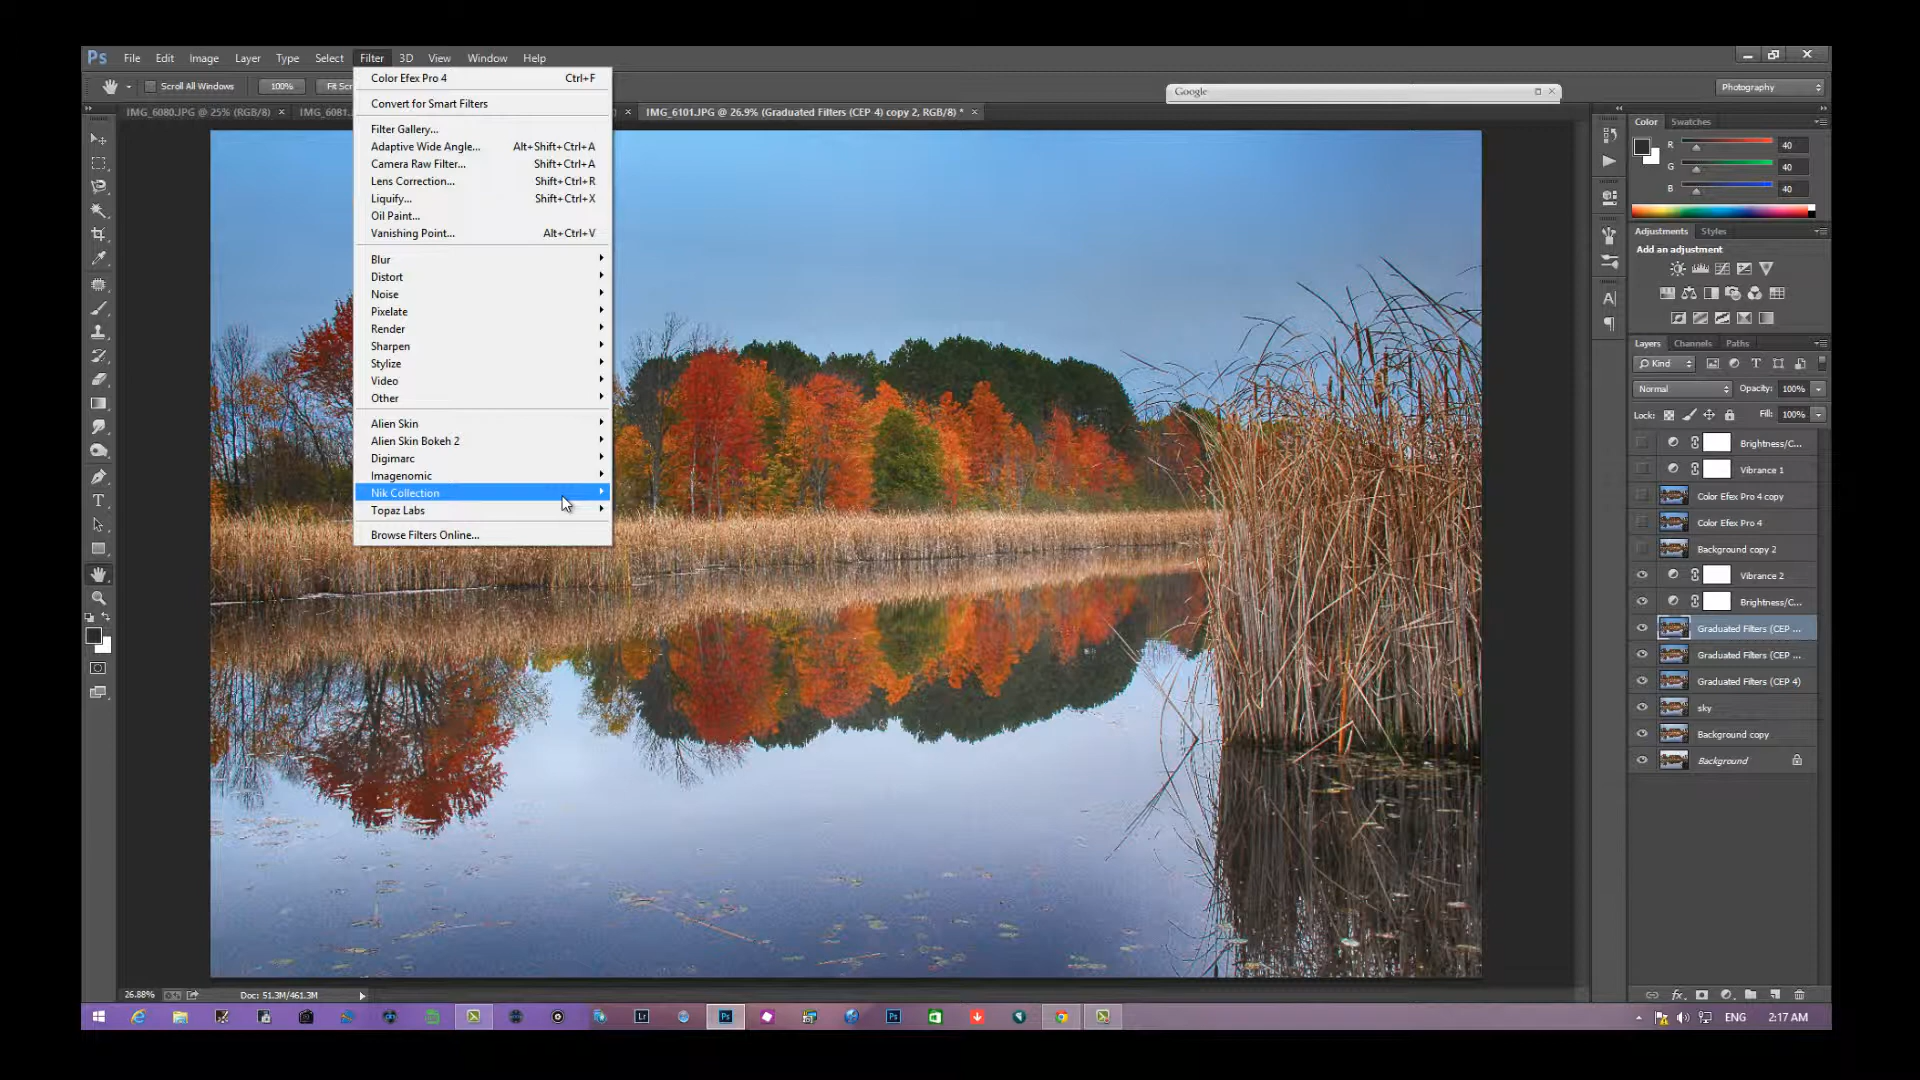 Ps File Edit Image Layer Type Select Filter 3D View Window Help
Scroll All Windows 100% Fit Scr
Google
Photography
IMG_6080.JPG @ 25% (RGB/8) × IMG_6081. × IMG_6101.JPG @ 26.9% (Graduated Filters (CEP 4) copy 2, RGB/8) * ×
Color Efex Pro 4 Ctrl+F
Convert for Smart Filters
Filter Gallery...
Adaptive Wide Angle... Alt+Shift+Ctrl+A
Camera Raw Filter... Shift+Ctrl+A
Lens Correction... Shift+Ctrl+R
Liquify... Shift+Ctrl+X
Oil Paint...
Vanishing Point... Alt+Ctrl+V
Blur
Distort
Noise
Pixelate
Render
Sharpen
Stylize
Video
Other
Alien Skin
Alien Skin Bokeh 2
Digimarc
Imagenomic
Nik Collection
Topaz Labs
Browse Filters Online...
Color Swatches
R 40
G 40
B 40
Adjustments Styles
Add an adjustment
Layers Channels Paths
Kind
Normal Opacity: 100%
Lock: Fill: 100%
Brightness/C...
Vibrance 1
Color Efex Pro 4 copy
Color Efex Pro 4
Background copy 2
Vibrance 2
Brightness/C...
Graduated Filters (CEP ...
Graduated Filters (CEP ...
Graduated Filters (CEP 4)
sky
Background copy
Background
26.88% Doc: 51.3M/461.3M
Lr Ps Ps ENG 2:17 AM